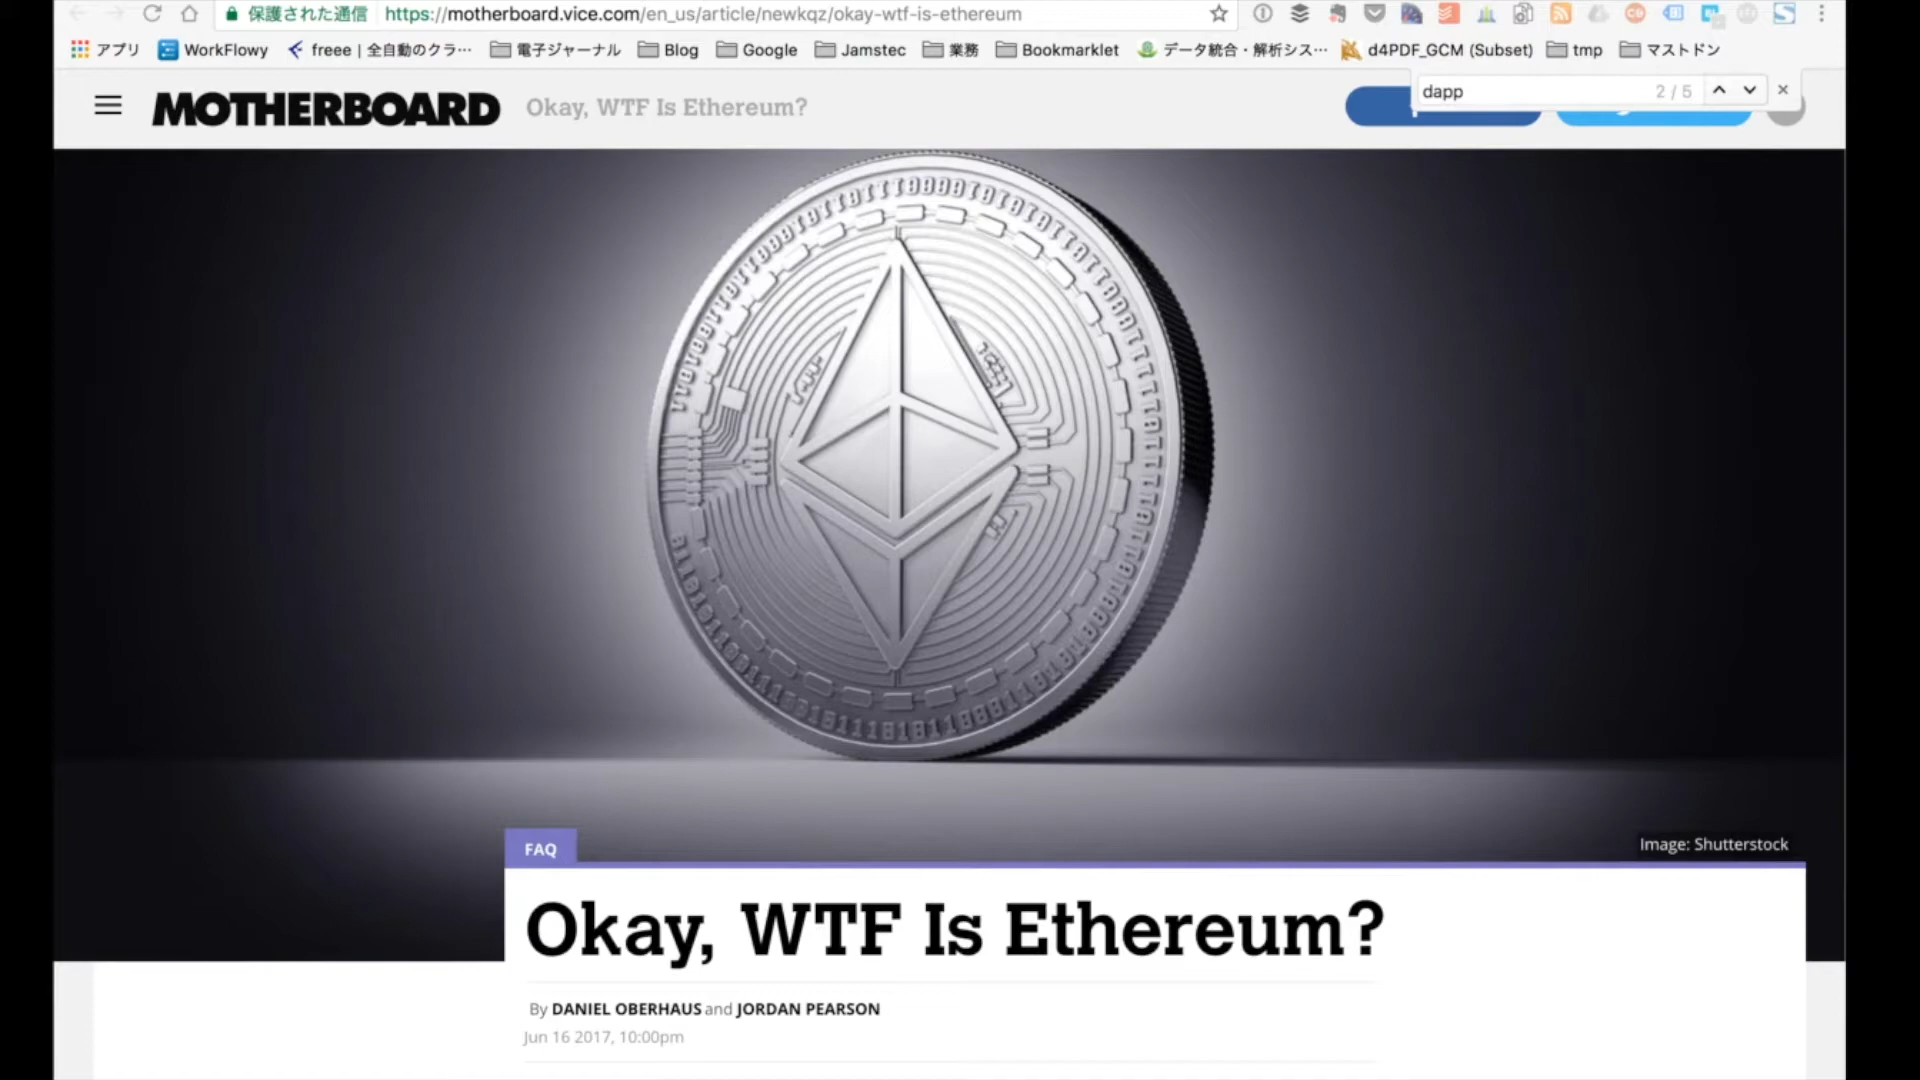 保護された通信 https://motherboard.vice.com/en_us/article/newkqz/okay-wtf-is-ethereum
アプリ WorkFlowy freee | 全自動のクラ… 電子ジャーナル Blog Google Jamstec 業務 Bookmarklet データ統合・解析シス… d4PDF_GCM (Subset) tmp マストドン
dapp 2 / 5
MOTHERBOARD Okay, WTF Is Ethereum?
Image: Shutterstock
FAQ
Okay, WTF Is Ethereum?
By DANIEL OBERHAUS and JORDAN PEARSON
Jun 16 2017, 10:00pm